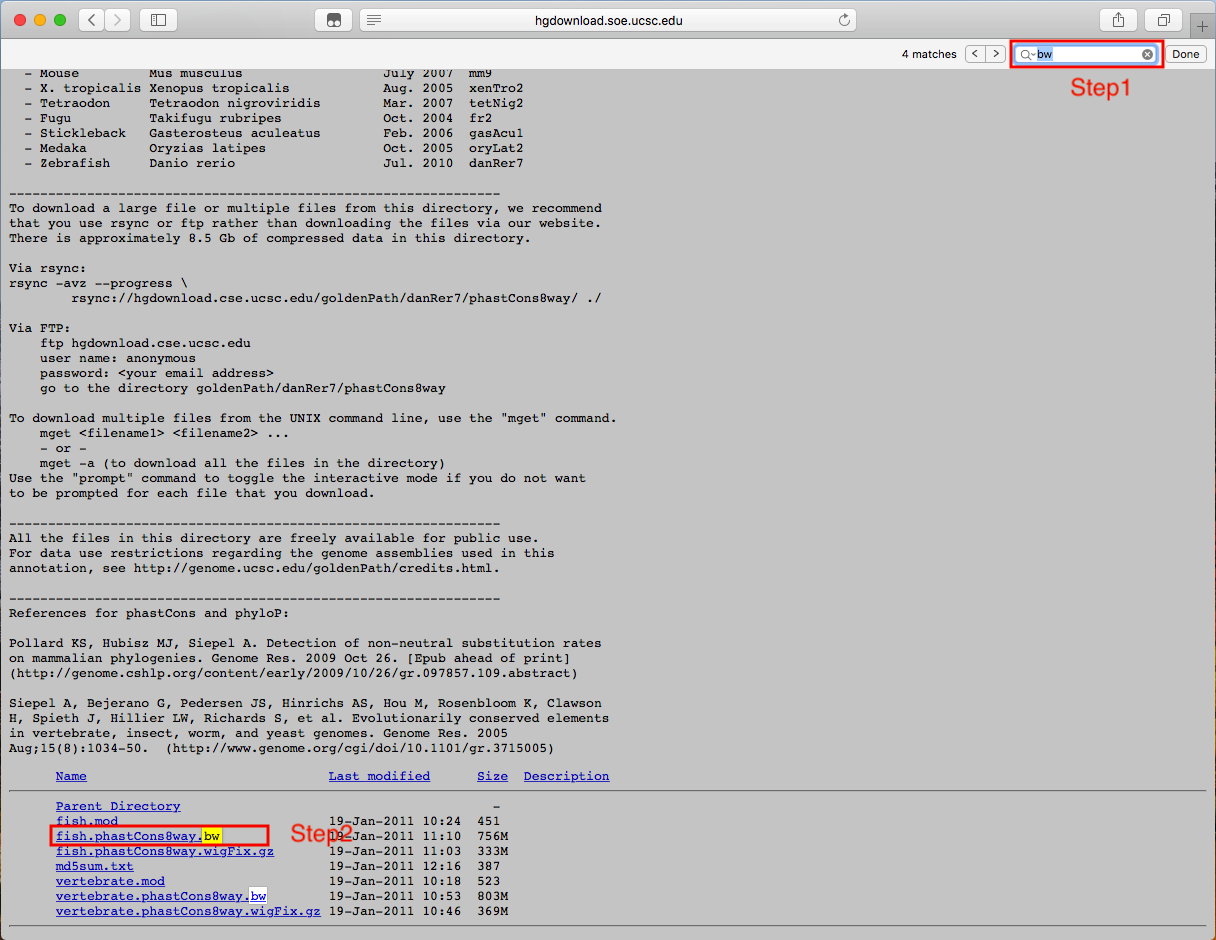 hgdownload.soe.ucsc.edu
4 matches < > bw Done
Step1
- Mouse Mus musculus July 2007 mm9
- X. tropicalis Xenopus tropicalis Aug. 2005 xenTro2
- Tetraodon Tetraodon nigroviridis Mar. 2007 tetNig2
- Fugu Takifugu rubripes Oct. 2004 fr2
- Stickleback Gasterosteus aculeatus Feb. 2006 gasAcu1
- Medaka Oryzias latipes Oct. 2005 oryLat2
- Zebrafish Danio rerio Jul. 2010 danRer7
---------------------------------------------------------------
To download a large file or multiple files from this directory, we recommend
that you use rsync or ftp rather than downloading the files via our website.
There is approximately 8.5 Gb of compressed data in this directory.
Via rsync:
rsync -avz --progress \
rsync://hgdownload.cse.ucsc.edu/goldenPath/danRer7/phastCons8way/ ./
Via FTP:
ftp hgdownload.cse.ucsc.edu
user name: anonymous
password: <your email address>
go to the directory goldenPath/danRer7/phastCons8way
To download multiple files from the UNIX command line, use the "mget" command.
mget <filename1> <filename2> ...
- or -
mget -a (to download all the files in the directory)
Use the "prompt" command to toggle the interactive mode if you do not want
to be prompted for each file that you download.
---------------------------------------------------------------
All the files in this directory are freely available for public use.
For data use restrictions regarding the genome assemblies used in this
annotation, see http://genome.ucsc.edu/goldenPath/credits.html.
---------------------------------------------------------------
References for phastCons and phyloP:
Pollard KS, Hubisz MJ, Siepel A. Detection of non-neutral substitution rates
on mammalian phylogenies. Genome Res. 2009 Oct 26. [Epub ahead of print]
(http://genome.cshlp.org/content/early/2009/10/26/gr.097857.109.abstract)
Siepel A, Bejerano G, Pedersen JS, Hinrichs AS, Hou M, Rosenbloom K, Clawson
H, Spieth J, Hillier LW, Richards S, et al. Evolutionarily conserved elements
in vertebrate, insect, worm, and yeast genomes. Genome Res. 2005
Aug;15(8):1034-50. (http://www.genome.org/cgi/doi/10.1101/gr.3715005)
Name Last modified Size Description
Parent Directory -
fish.mod 19-Jan-2011 10:24 451
fish.phastCons8way.bw 19-Jan-2011 11:10 756M
Step2
fish.phastCons8way.wigFix.gz 19-Jan-2011 11:03 333M
md5sum.txt 19-Jan-2011 12:16 387
vertebrate.mod 19-Jan-2011 10:18 523
vertebrate.phastCons8way.bw 19-Jan-2011 10:53 803M
vertebrate.phastCons8way.wigFix.gz 19-Jan-2011 10:46 369M